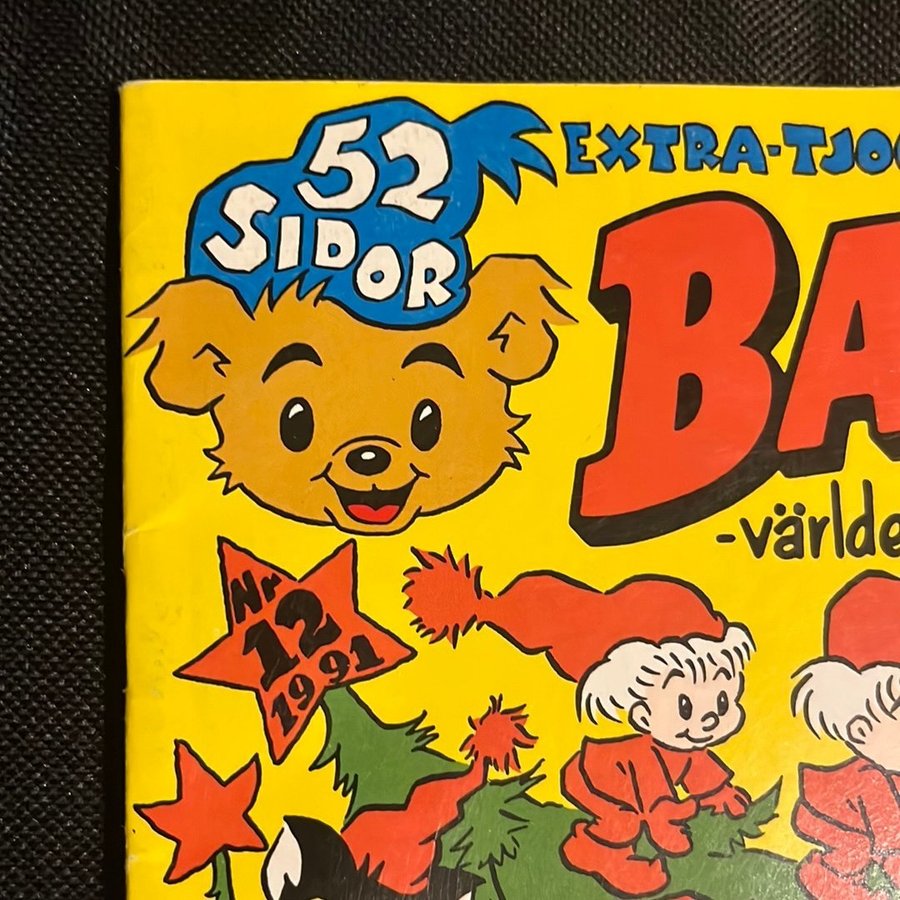 52
SIDOR
EXTRA-TJOC
BA
-världe
Nr
12
1991